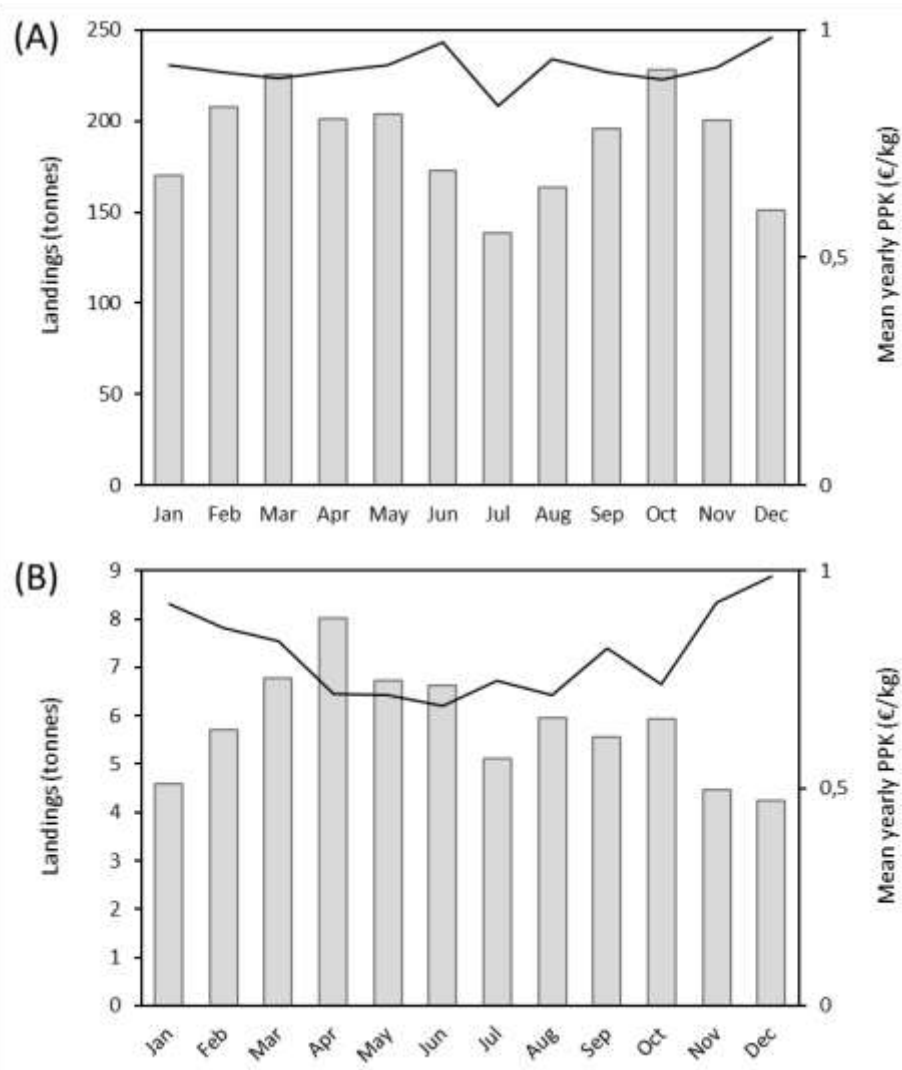 (A)
Landings (tonnes)
250
200
150
100
50
0
1
0,5
0
Mean yearly PPK (€/kg)
Jan Feb Mar Apr May Jun Jul Aug Sep Oct Nov Dec
(B)
Landings (tonnes)
9
8
7
6
5
4
3
2
1
0
1
0,5
0
Mean yearly PPK (€/kg)
Jan Feb Mar Apr May Jun Jul Aug Sep Oct Nov Dec